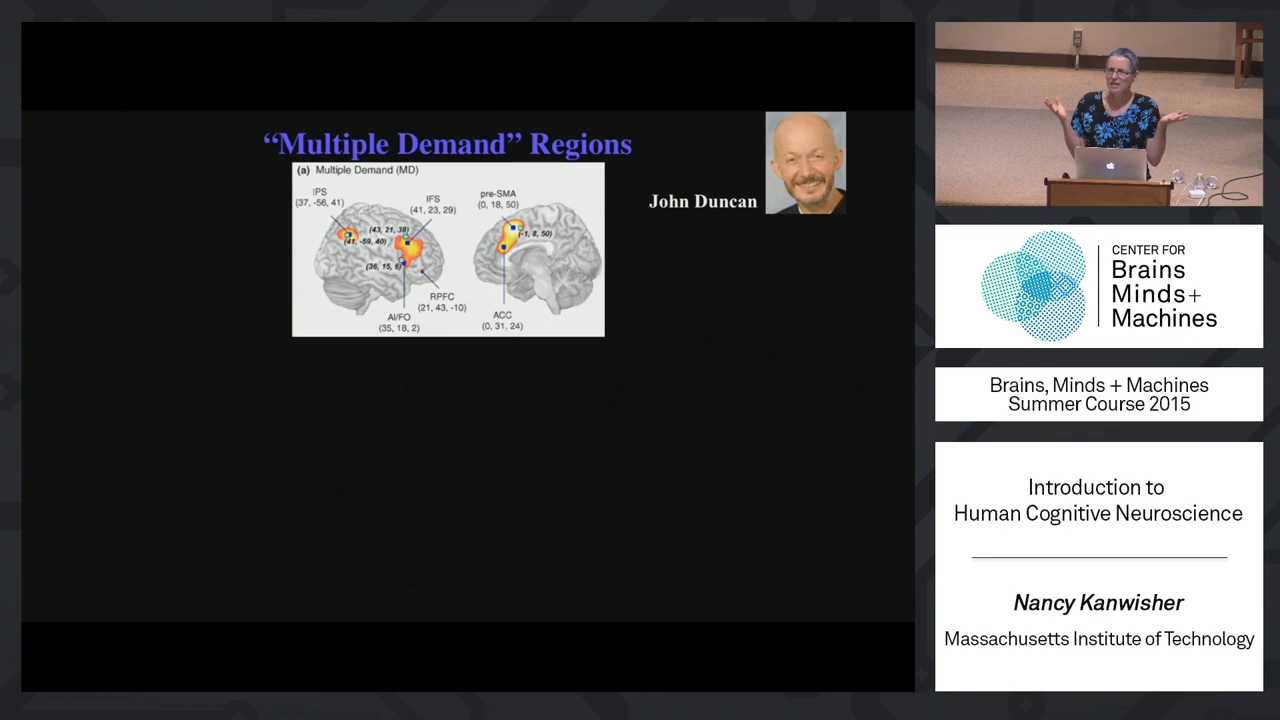 “Multiple Demand” Regions
(a) Multiple Demand (MD)
IPS
(37, -56, 41)
IFS
(41, 23, 29)
pre-SMA
(0, 18, 50)
(43, 21, 38)
(41, -59, 40)
(-1, 8, 50)
(36, 15, 6)
RPFC
(21, 43, -10)
AI/FO
(35, 18, 2)
ACC
(0, 31, 24)
John Duncan
CENTER FOR
Brains
Minds+
Machines
Brains, Minds + Machines
Summer Course 2015
Introduction to
Human Cognitive Neuroscience
Nancy Kanwisher
Massachusetts Institute of Technology